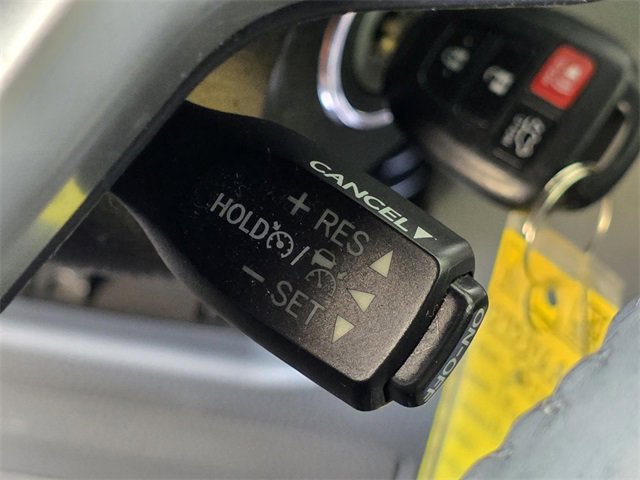 CANCEL
+ RES
HOLD /
- SET
ON-OFF